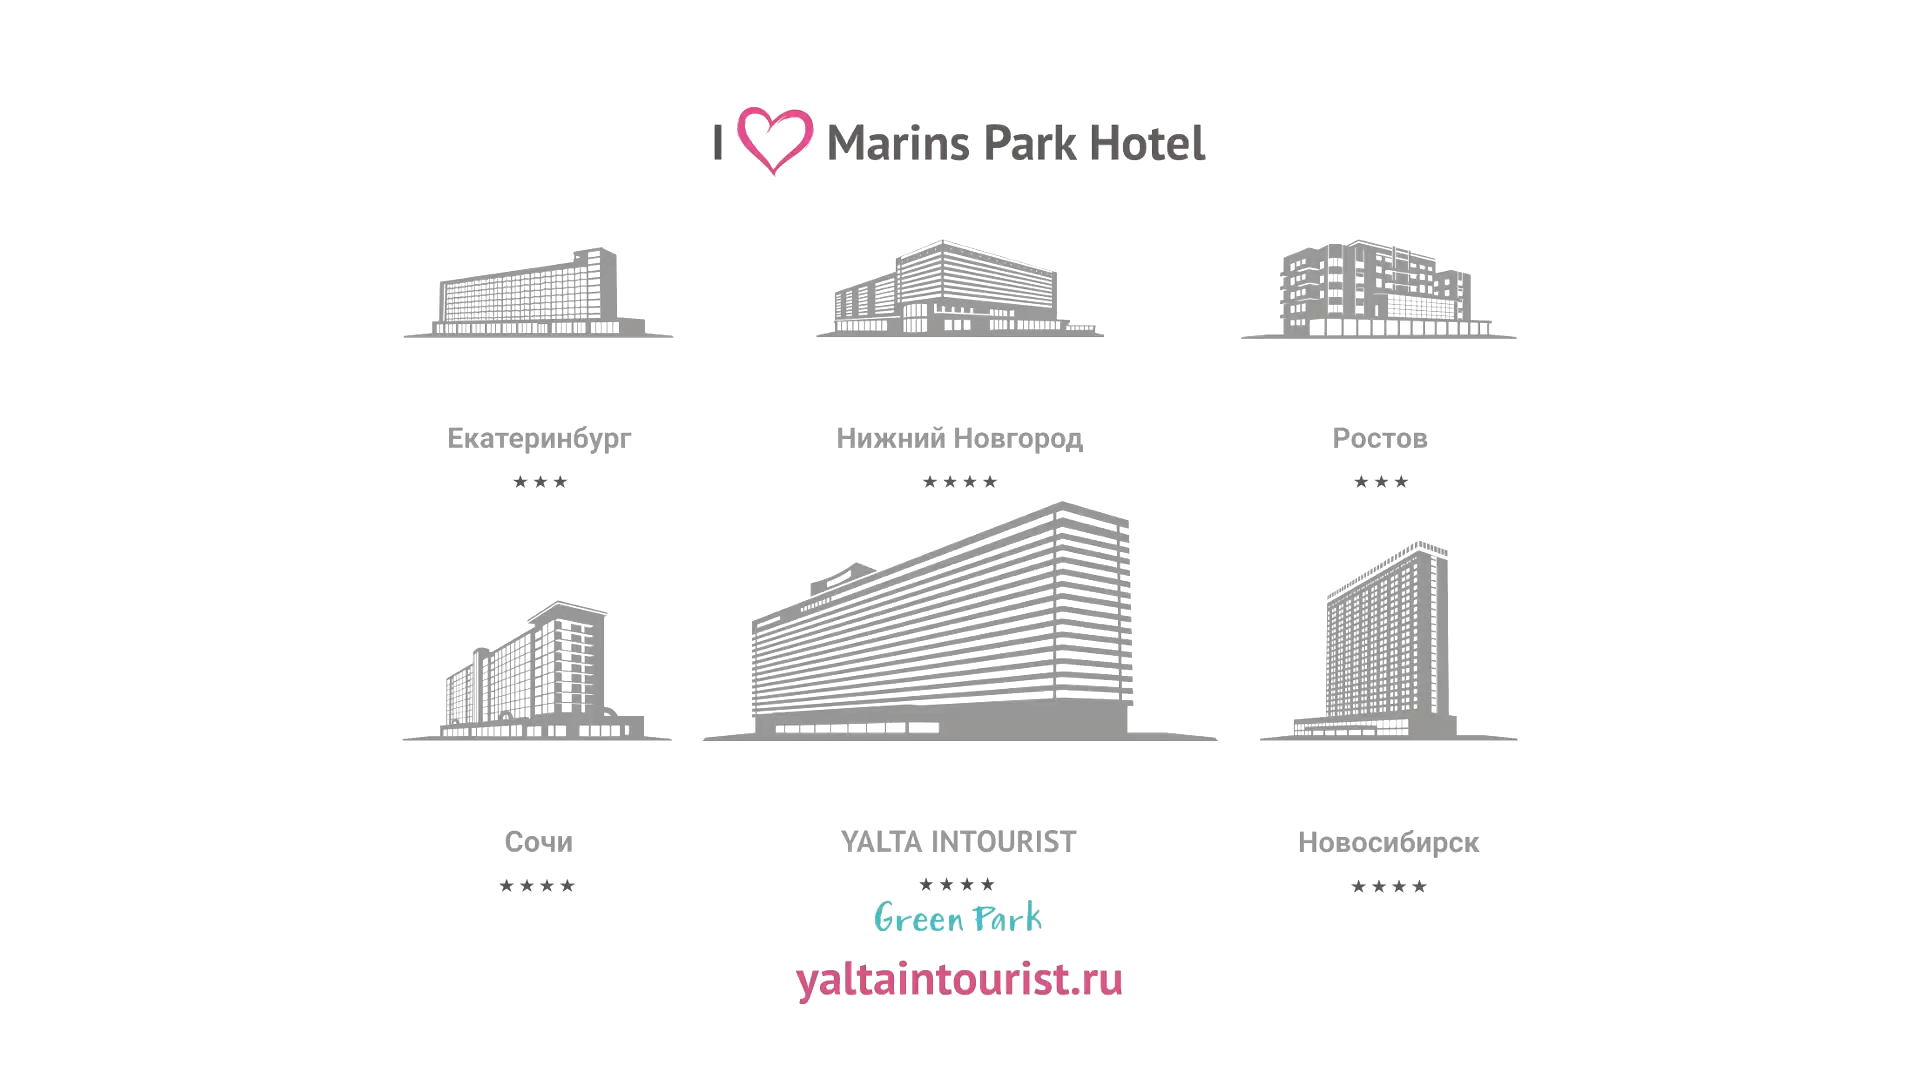 I Marins Park Hotel
Екатеринбург
Нижний Новгород
Ростов
Сочи
YALTA INTOURIST
Новосибирск
Green Park
yaltaintourist.ru